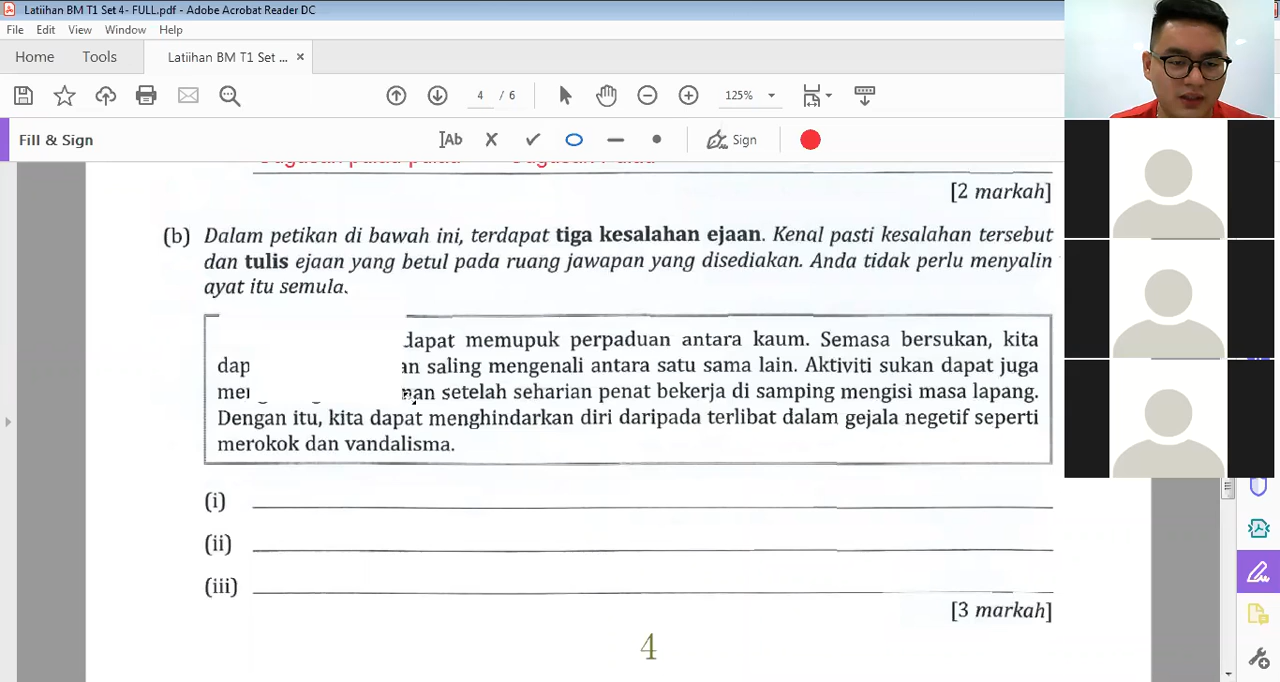 Latiihan BM T1 Set 4- FULL.pdf - Adobe Acrobat Reader DC
File Edit View Window Help
Home Tools Latiihan BM T1 Set ... ×
4 / 6 125%
Fill & Sign Ab Sign
[2 markah]
(b) Dalam petikan di bawah ini, terdapat tiga kesalahan ejaan. Kenal pasti kesalahan tersebut
dan tulis ejaan yang betul pada ruang jawapan yang disediakan. Anda tidak perlu menyalin
ayat itu semula.
dapat memupuk perpaduan antara kaum. Semasa bersukan, kita
saling mengenali antara satu sama lain. Aktiviti sukan dapat juga
setelah seharian penat bekerja di samping mengisi masa lapang.
Dengan itu, kita dapat menghindarkan diri daripada terlibat dalam gejala negetif seperti
merokok dan vandalisma.
(i)
(ii)
(iii)
[3 markah]
4